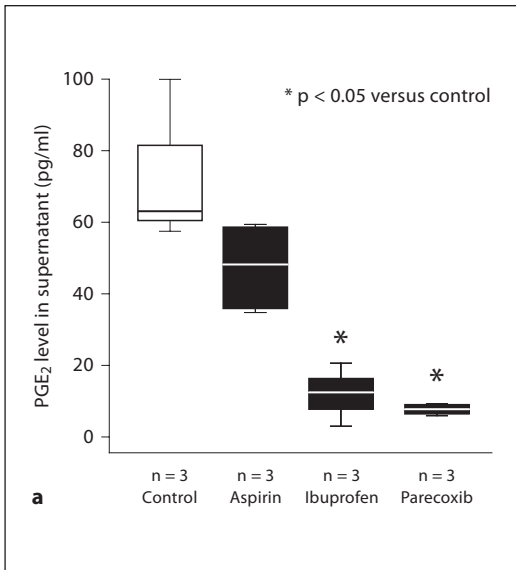 * p < 0.05 versus control
PGE₂ level in supernatant (pg/ml)
100
80
60
40
20
0
*
*
n = 3 n = 3 n = 3 n = 3
Control Aspirin Ibuprofen Parecoxib
a